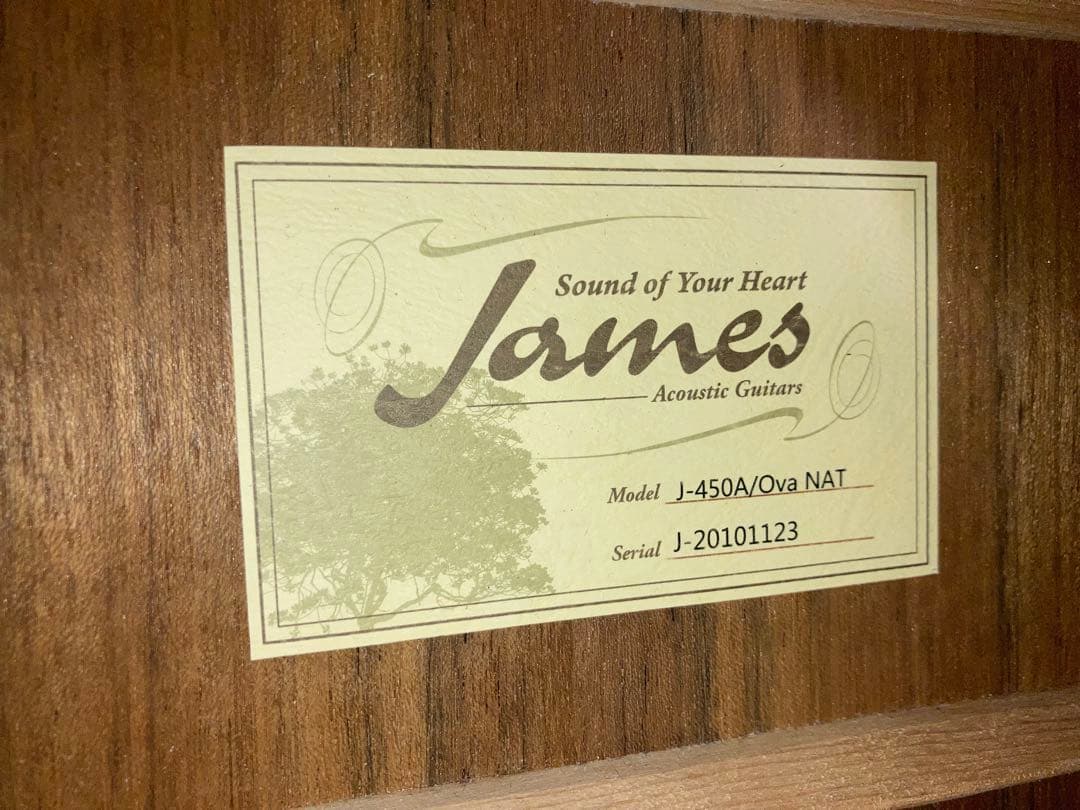 Sound of Your Heart
James
Acoustic Guitars
Model J-450A/Ova NAT
Serial J-20101123